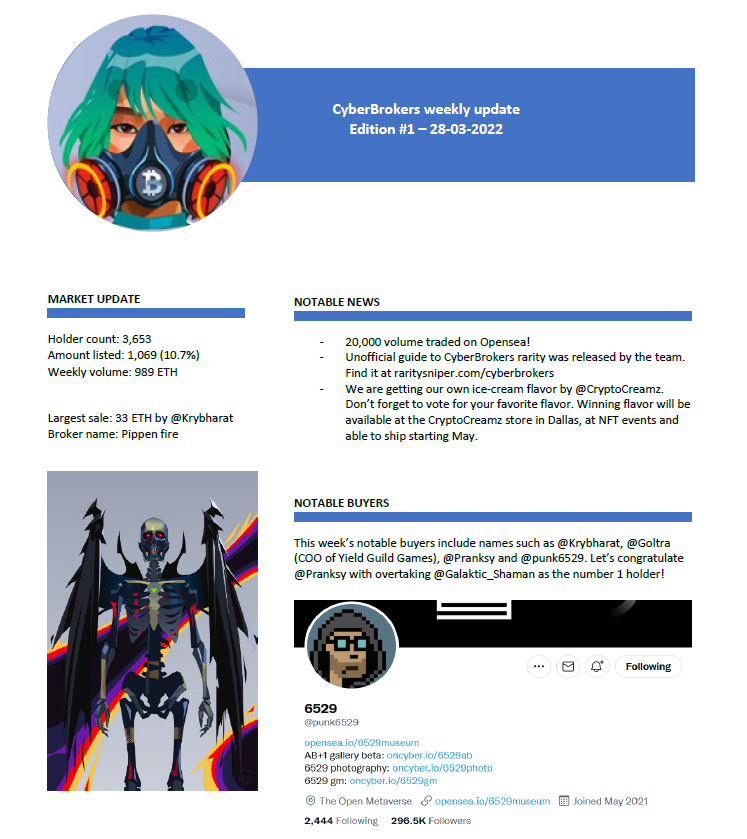 CyberBrokers weekly update
Edition #1 – 28-03-2022
MARKET UPDATE
Holder count: 3,653
Amount listed: 1,069 (10.7%)
Weekly volume: 989 ETH
Largest sale: 33 ETH by @Krybharat
Broker name: Pippen fire
NOTABLE NEWS
- 20,000 volume traded on Opensea!
- Unofficial guide to CyberBrokers rarity was released by the team.
Find it at raritysniper.com/cyberbrokers
- We are getting our own ice-cream flavor by @CryptoCreamz.
Don’t forget to vote for your favorite flavor. Winning flavor will be
available at the CryptoCreamz store in Dallas, at NFT events and
able to ship starting May.
NOTABLE BUYERS
This week’s notable buyers include names such as @Krybharat, @Goltra
(COO of Yield Guild Games), @Pranksy and @punk6529. Let’s congratulate
@Pranksy with overtaking @Galaktic_Shaman as the number 1 holder!
Following
6529
@punk6529
opensea.io/6529museum
AB+1 gallery beta: oncyber.io/6529ab
6529 photography: oncyber.io/6529photo
6529 gm: oncyber.io/6529gm
The Open Metaverse opensea.io/6529museum Joined May 2021
2,444 Following 296.5K Followers